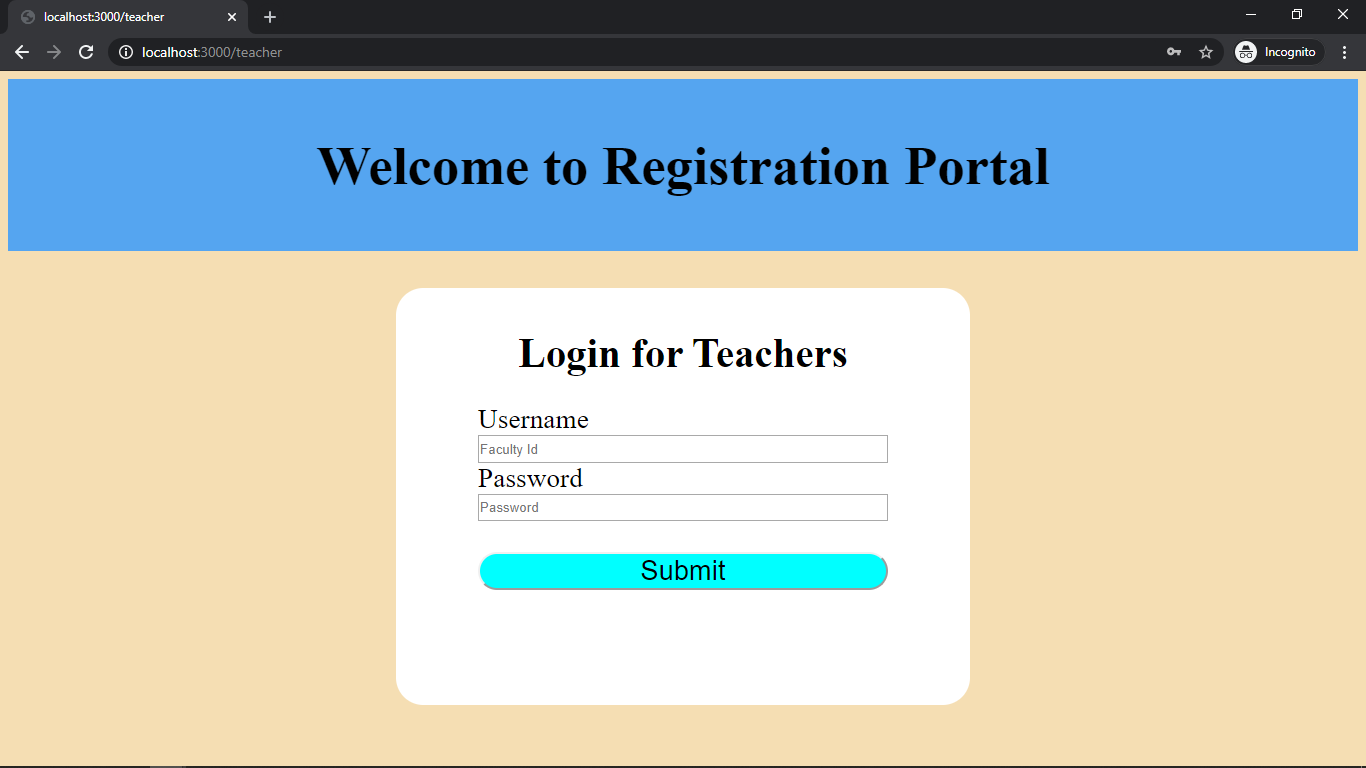 localhost:3000/teacher
localhost:3000/teacher
Incognito
Welcome to Registration Portal
Login for Teachers
Username
Faculty Id
Password
Password
Submit